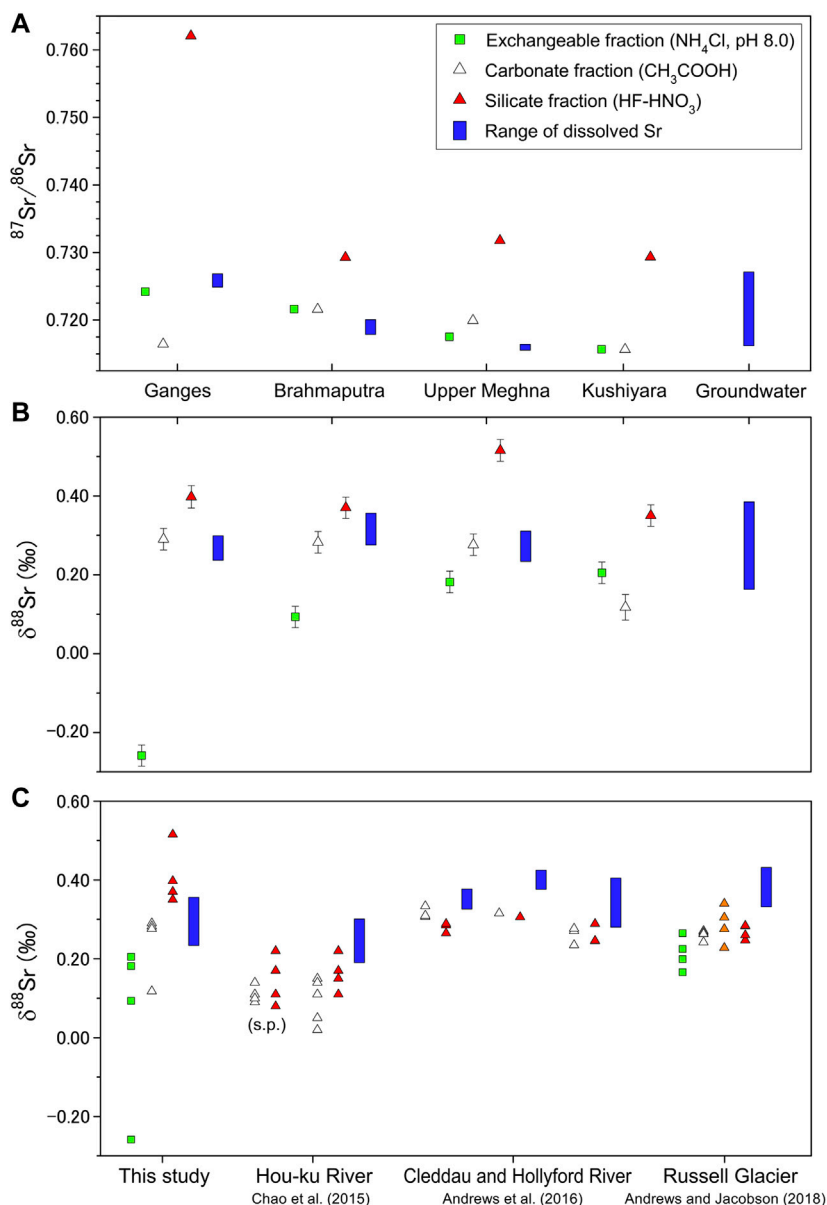 A
0.760
0.750
0.740
0.730
0.720
⁸⁷Sr/⁸⁶Sr
Exchangeable fraction (NH₄Cl, pH 8.0)
Carbonate fraction (CH₃COOH)
Silicate fraction (HF-HNO₃)
Range of dissolved Sr
Ganges Brahmaputra Upper Meghna Kushiyara Groundwater
B
0.60
0.40
0.20
0.00
−0.20
δ⁸⁸Sr (‰)
C
0.60
0.40
0.20
0.00
−0.20
δ⁸⁸Sr (‰)
(s.p.)
This study Hou-ku River Cleddau and Hollyford River Russell Glacier
Chao et al. (2015) Andrews et al. (2016) Andrews and Jacobson (2018)